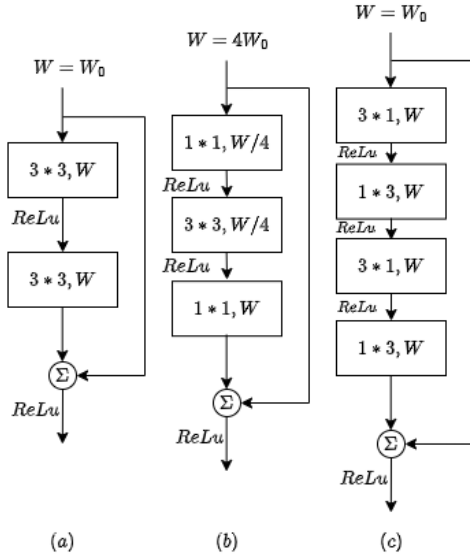 W = W₀
3 * 3, W
ReLu
3 * 3, W
Σ
ReLu
(a)
W = 4W₀
1 * 1, W/4
ReLu
3 * 3, W/4
ReLu
1 * 1, W
Σ
ReLu
(b)
W = W₀
3 * 1, W
ReLu
1 * 3, W
ReLu
3 * 1, W
ReLu
1 * 3, W
Σ
ReLu
(c)